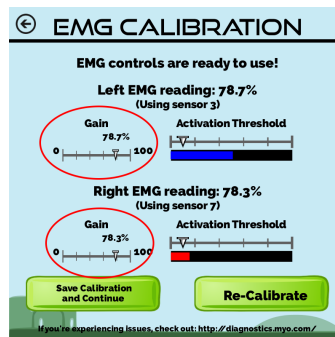 EMG CALIBRATION
EMG controls are ready to use!
Left EMG reading: 78.7%
(Using sensor 3)
Gain Activation Threshold
78.7%
0 100
Right EMG reading: 78.3%
(Using sensor 7)
Gain Activation Threshold
78.3%
0 100
Save Calibration
and Continue
Re-Calibrate
If you're experiencing issues, check out: http://diagnostics.myo.com/